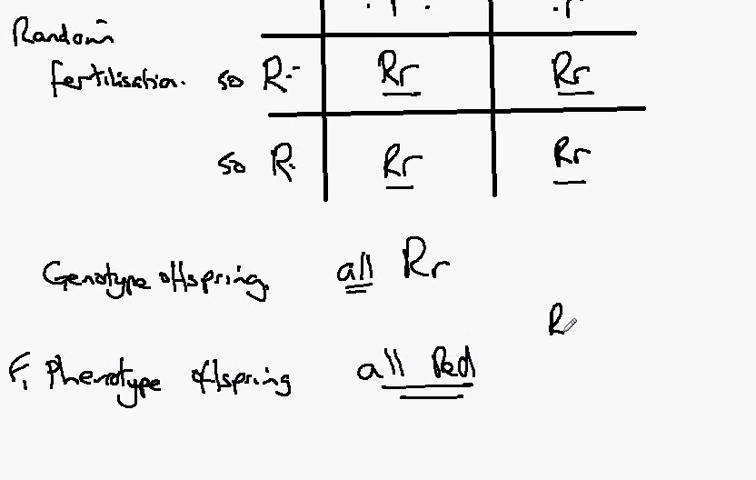 r r
Random
fertilisation. so R Rr Rr
so R Rr Rr
Genotype offspring. all Rr
R
F1 Phenotype offspring all Red